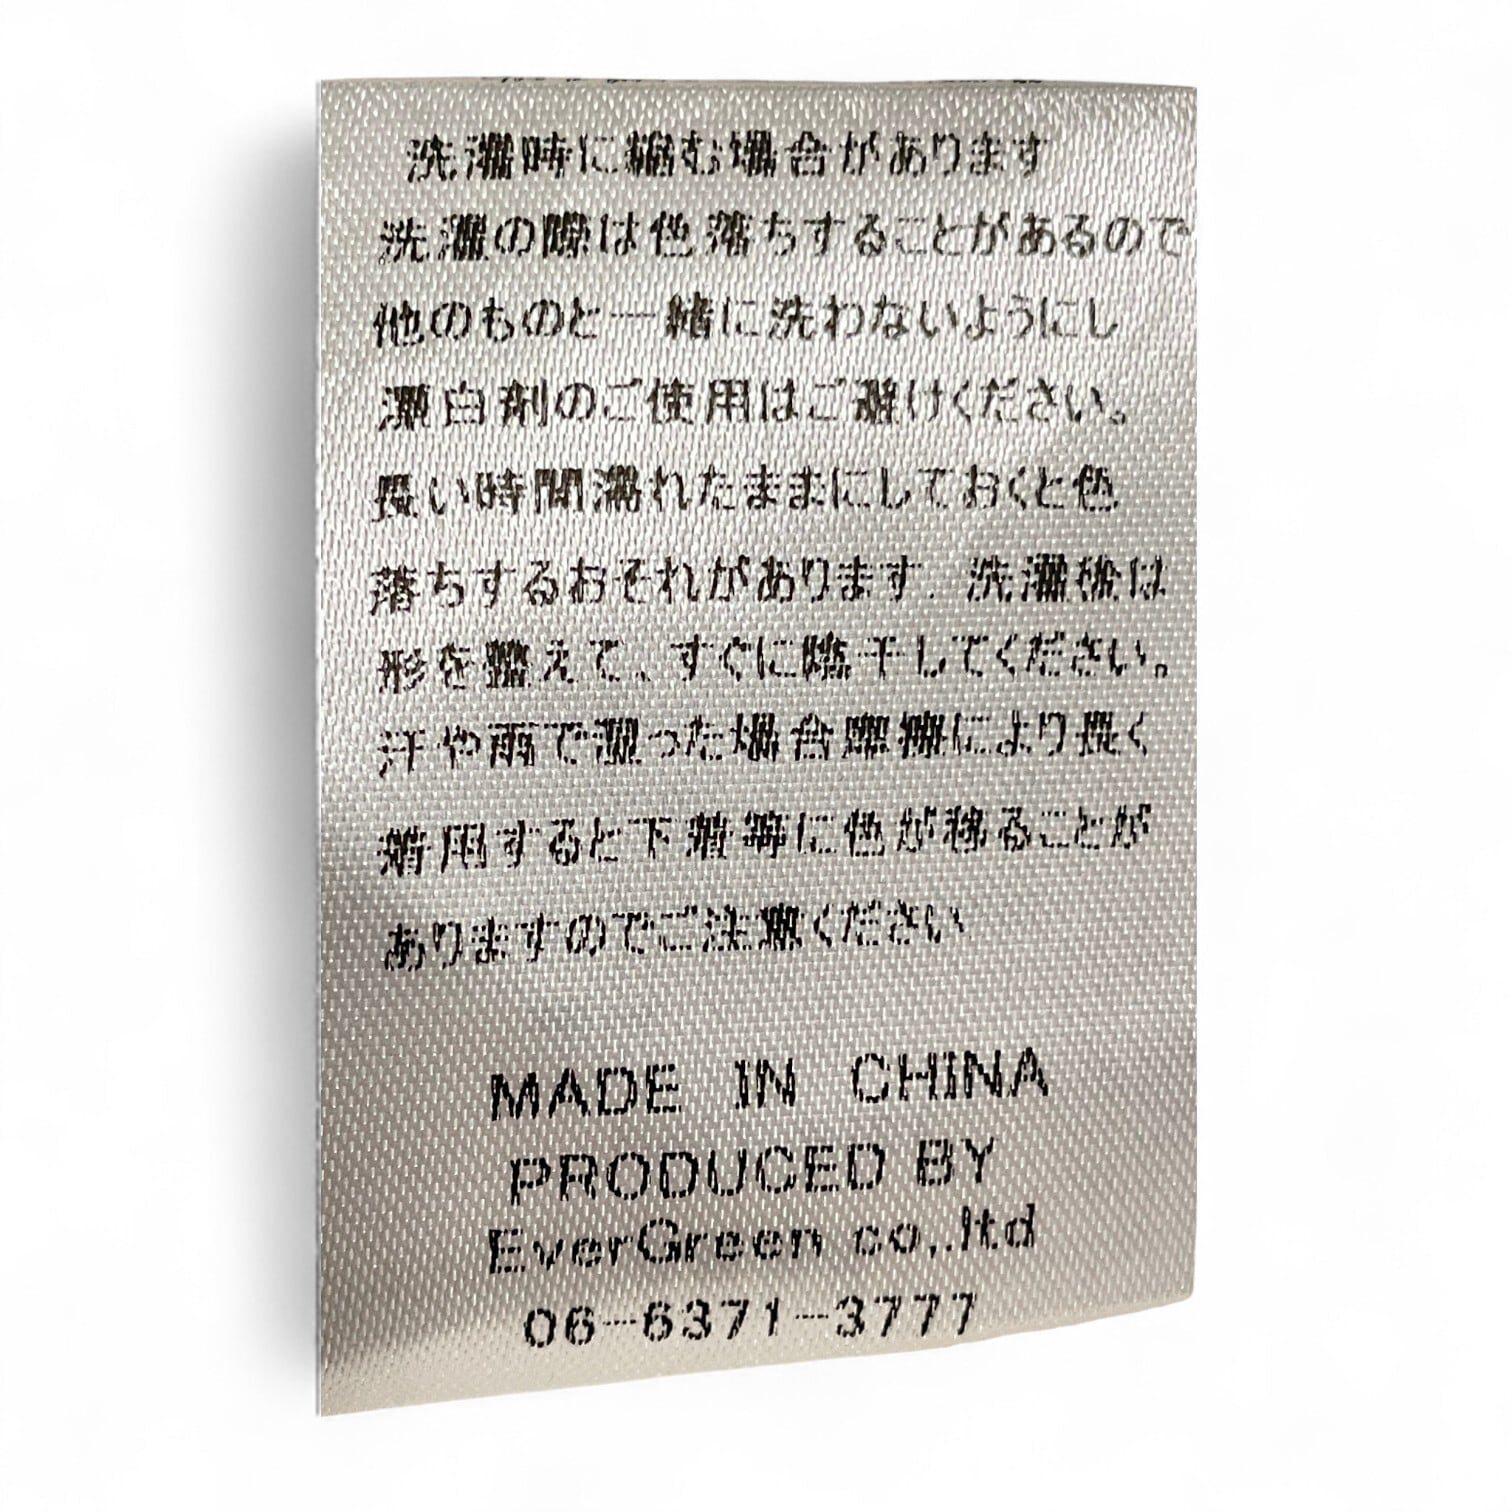 洗濯時に縮む場合があります
洗濯の際は色落ちすることがあるので
他のものと一緒に洗わないようにし
漂白剤のご使用はご避けください。
長い時間濡れたままにしておくと色
落ちするおそれがあります. 洗濯後は
形を整えて、すぐに陰干してください。
汗や雨で湿った場合摩擦により長く
着用すると下着等に色が移ることが
ありますのでご注意ください
MADE IN CHINA
PRODUCED BY
EverGreen co,.ltd
06-6371-3777